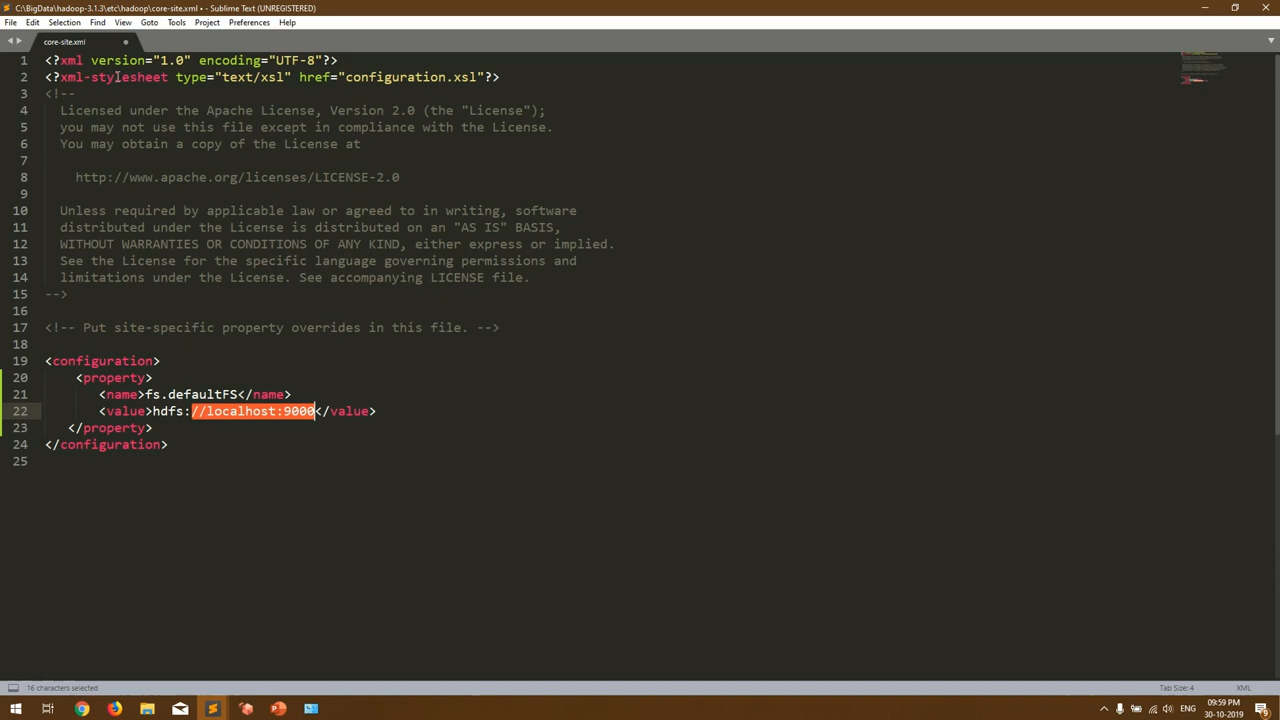 C:\BigData\hadoop-3.1.3\etc\hadoop\core-site.xml • - Sublime Text (UNREGISTERED)
File Edit Selection Find View Goto Tools Project Preferences Help
core-site.xml
1 <?xml version="1.0" encoding="UTF-8"?>
2 <?xml-stylesheet type="text/xsl" href="configuration.xsl"?>
3 <!--
4 Licensed under the Apache License, Version 2.0 (the "License");
5 you may not use this file except in compliance with the License.
6 You may obtain a copy of the License at
7
8 http://www.apache.org/licenses/LICENSE-2.0
9
10 Unless required by applicable law or agreed to in writing, software
11 distributed under the License is distributed on an "AS IS" BASIS,
12 WITHOUT WARRANTIES OR CONDITIONS OF ANY KIND, either express or implied.
13 See the License for the specific language governing permissions and
14 limitations under the License. See accompanying LICENSE file.
15 -->
16
17 <!-- Put site-specific property overrides in this file. -->
18
19 <configuration>
20 <property>
21 <name>fs.defaultFS</name>
22 <value>hdfs://localhost:9000</value>
23 </property>
24 </configuration>
25
16 characters selected Tab Size: 4 XML
ENG 09:59 PM
30-10-2019 9